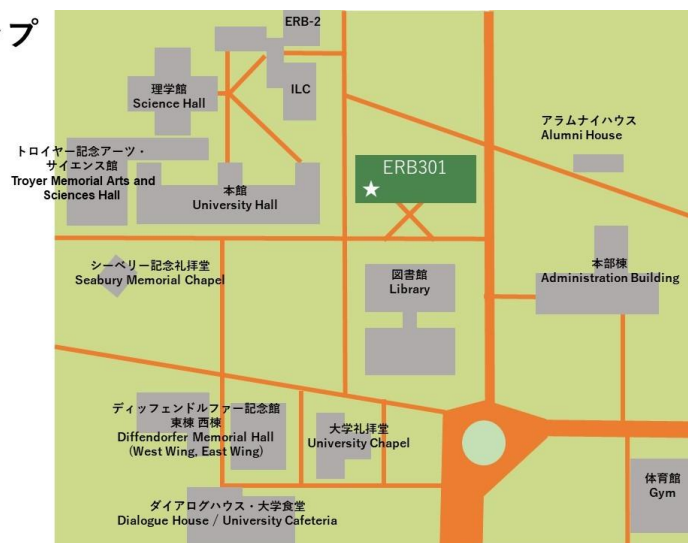 ップ
ERB-2
理学館
Science Hall
ILC
アラムナイハウス
Alumni House
トロイヤー記念アーツ・
サイエンス館
Troyer Memorial Arts and
Sciences Hall
ERB301
本館
University Hall
シーベリー記念礼拝堂
Seabury Memorial Chapel
図書館
Library
本部棟
Administration Building
ディッフェンドルファー記念館
東棟 西棟
Diffendorfer Memorial Hall
(West Wing, East Wing)
大学礼拝堂
University Chapel
体育館
Gym
ダイアログハウス・大学食堂
Dialogue House / University Cafeteria